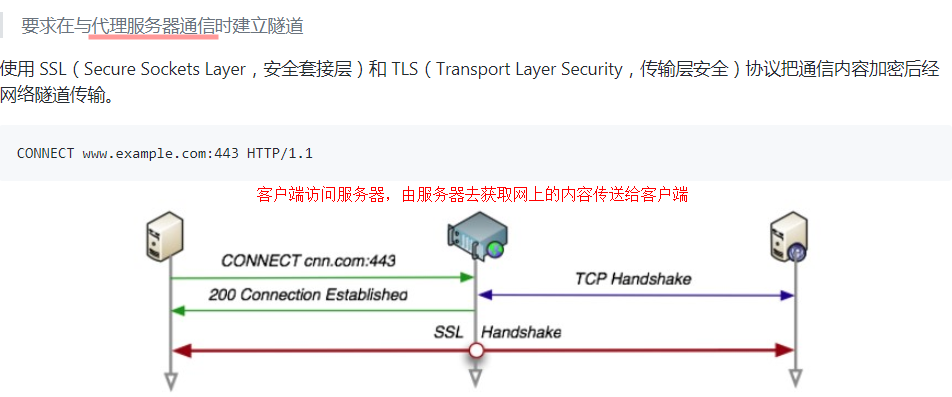 要求在与代理服务器通信时建立隧道
使用 SSL（Secure Sockets Layer，安全套接层）和 TLS（Transport Layer Security，传输层安全）协议把通信内容加密后经
网络隧道传输。
CONNECT www.example.com:443 HTTP/1.1
客户端访问服务器，由服务器去获取网上的内容传送给客户端
CONNECT cnn.com:443
TCP Handshake
200 Connection Established
SSL Handshake